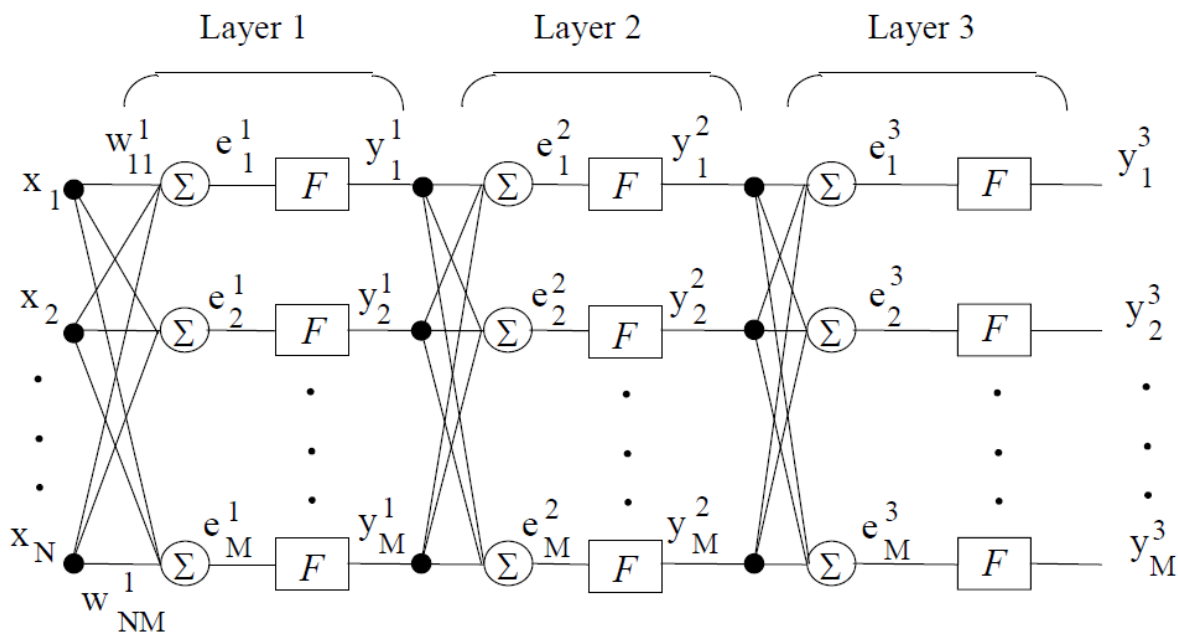 Layer 1 Layer 2 Layer 3
w¹₁₁ e¹₁ y¹₁ e²₁ y²₁ e³₁ y³₁
x₁ Σ F Σ F Σ F
x₂ e¹₂ y¹₂ e²₂ y²₂ e³₂ y³₂
Σ F Σ F Σ F
x_N e¹_M y¹_M e²_M y²_M e³_M y³_M
Σ F Σ F Σ F
w¹_NM